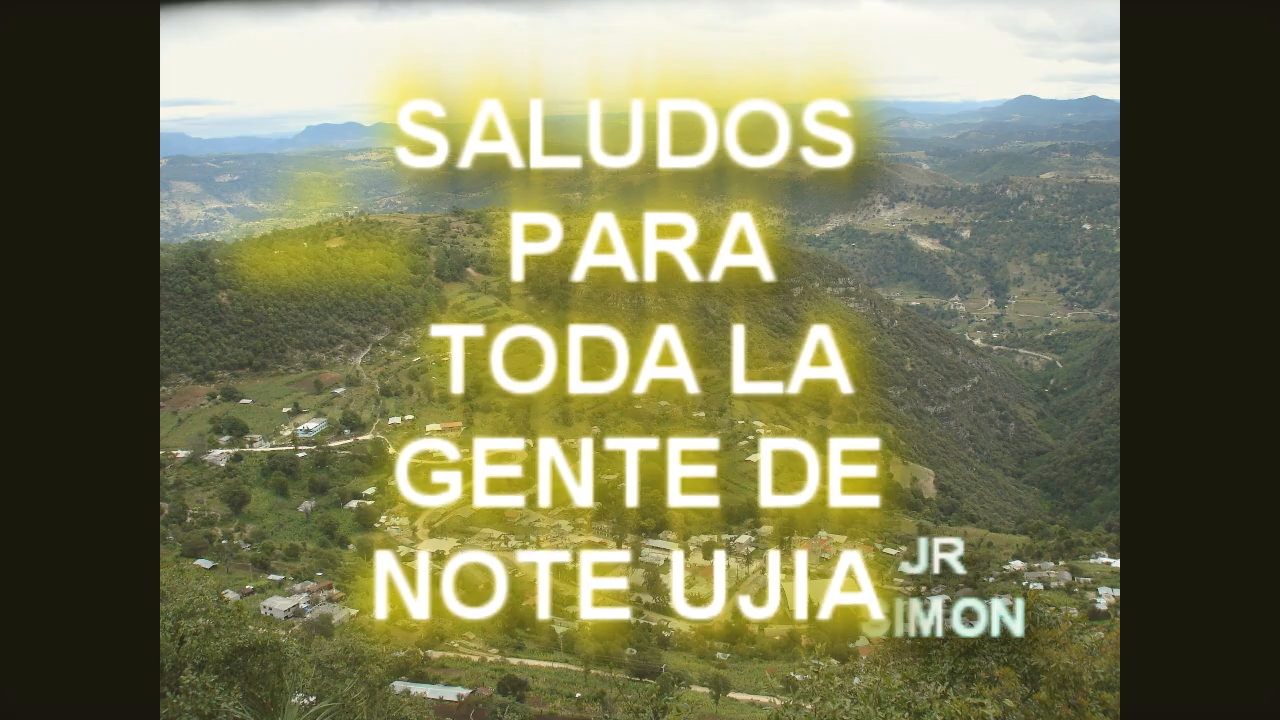 SALUDOS
PARA
TODA LA
GENTE DE
NOTE UJIA
JR
SIMON